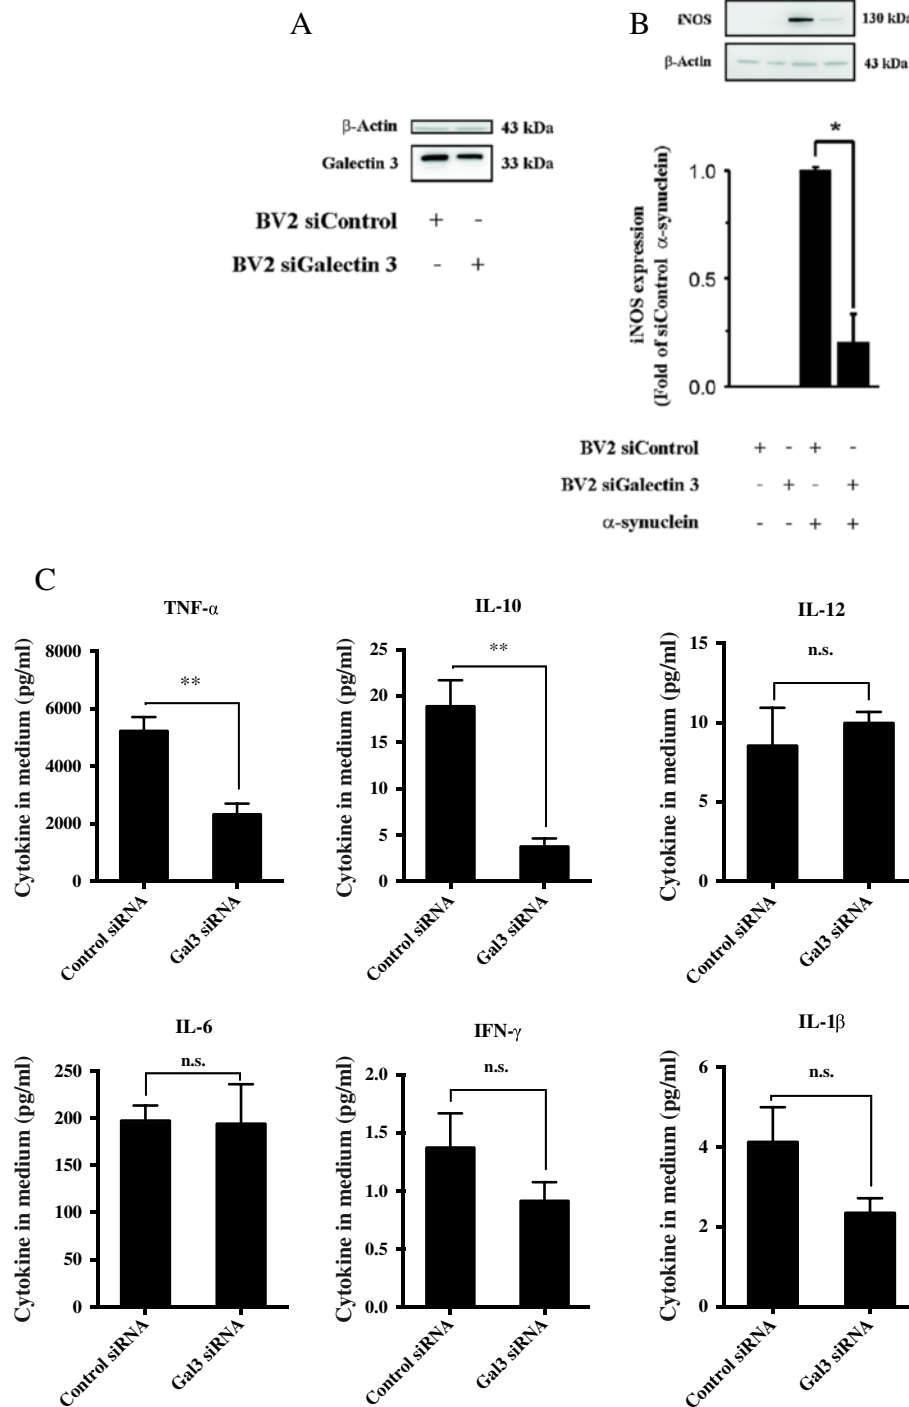 A
β-Actin 43 kDa
Galectin 3 33 kDa
BV2 siControl + -
BV2 siGalectin 3 - +
B
iNOS 130 kDa
β-Actin 43 kDa
*
iNOS expression
(Fold of siControl α-synuclein)
1.0
0.5
0.0
BV2 siControl + - + -
BV2 siGalectin 3 - + - +
α-synuclein - - + +
C
TNF-α
Cytokine in medium (pg/ml)
8000
6000
4000
2000
0
**
Control siRNA
Gal3 siRNA
IL-10
Cytokine in medium (pg/ml)
25
20
15
10
5
0
**
Control siRNA
Gal3 siRNA
IL-12
Cytokine in medium (pg/ml)
15
10
5
0
n.s.
Control siRNA
Gal3 siRNA
IL-6
Cytokine in medium (pg/ml)
250
200
150
100
50
0
n.s.
Control siRNA
Gal3 siRNA
IFN-γ
Cytokine in medium (pg/ml)
2.0
1.5
1.0
0.5
0.0
n.s.
Control siRNA
Gal3 siRNA
IL-1β
Cytokine in medium (pg/ml)
6
4
2
0
n.s.
Control siRNA
Gal3 siRNA